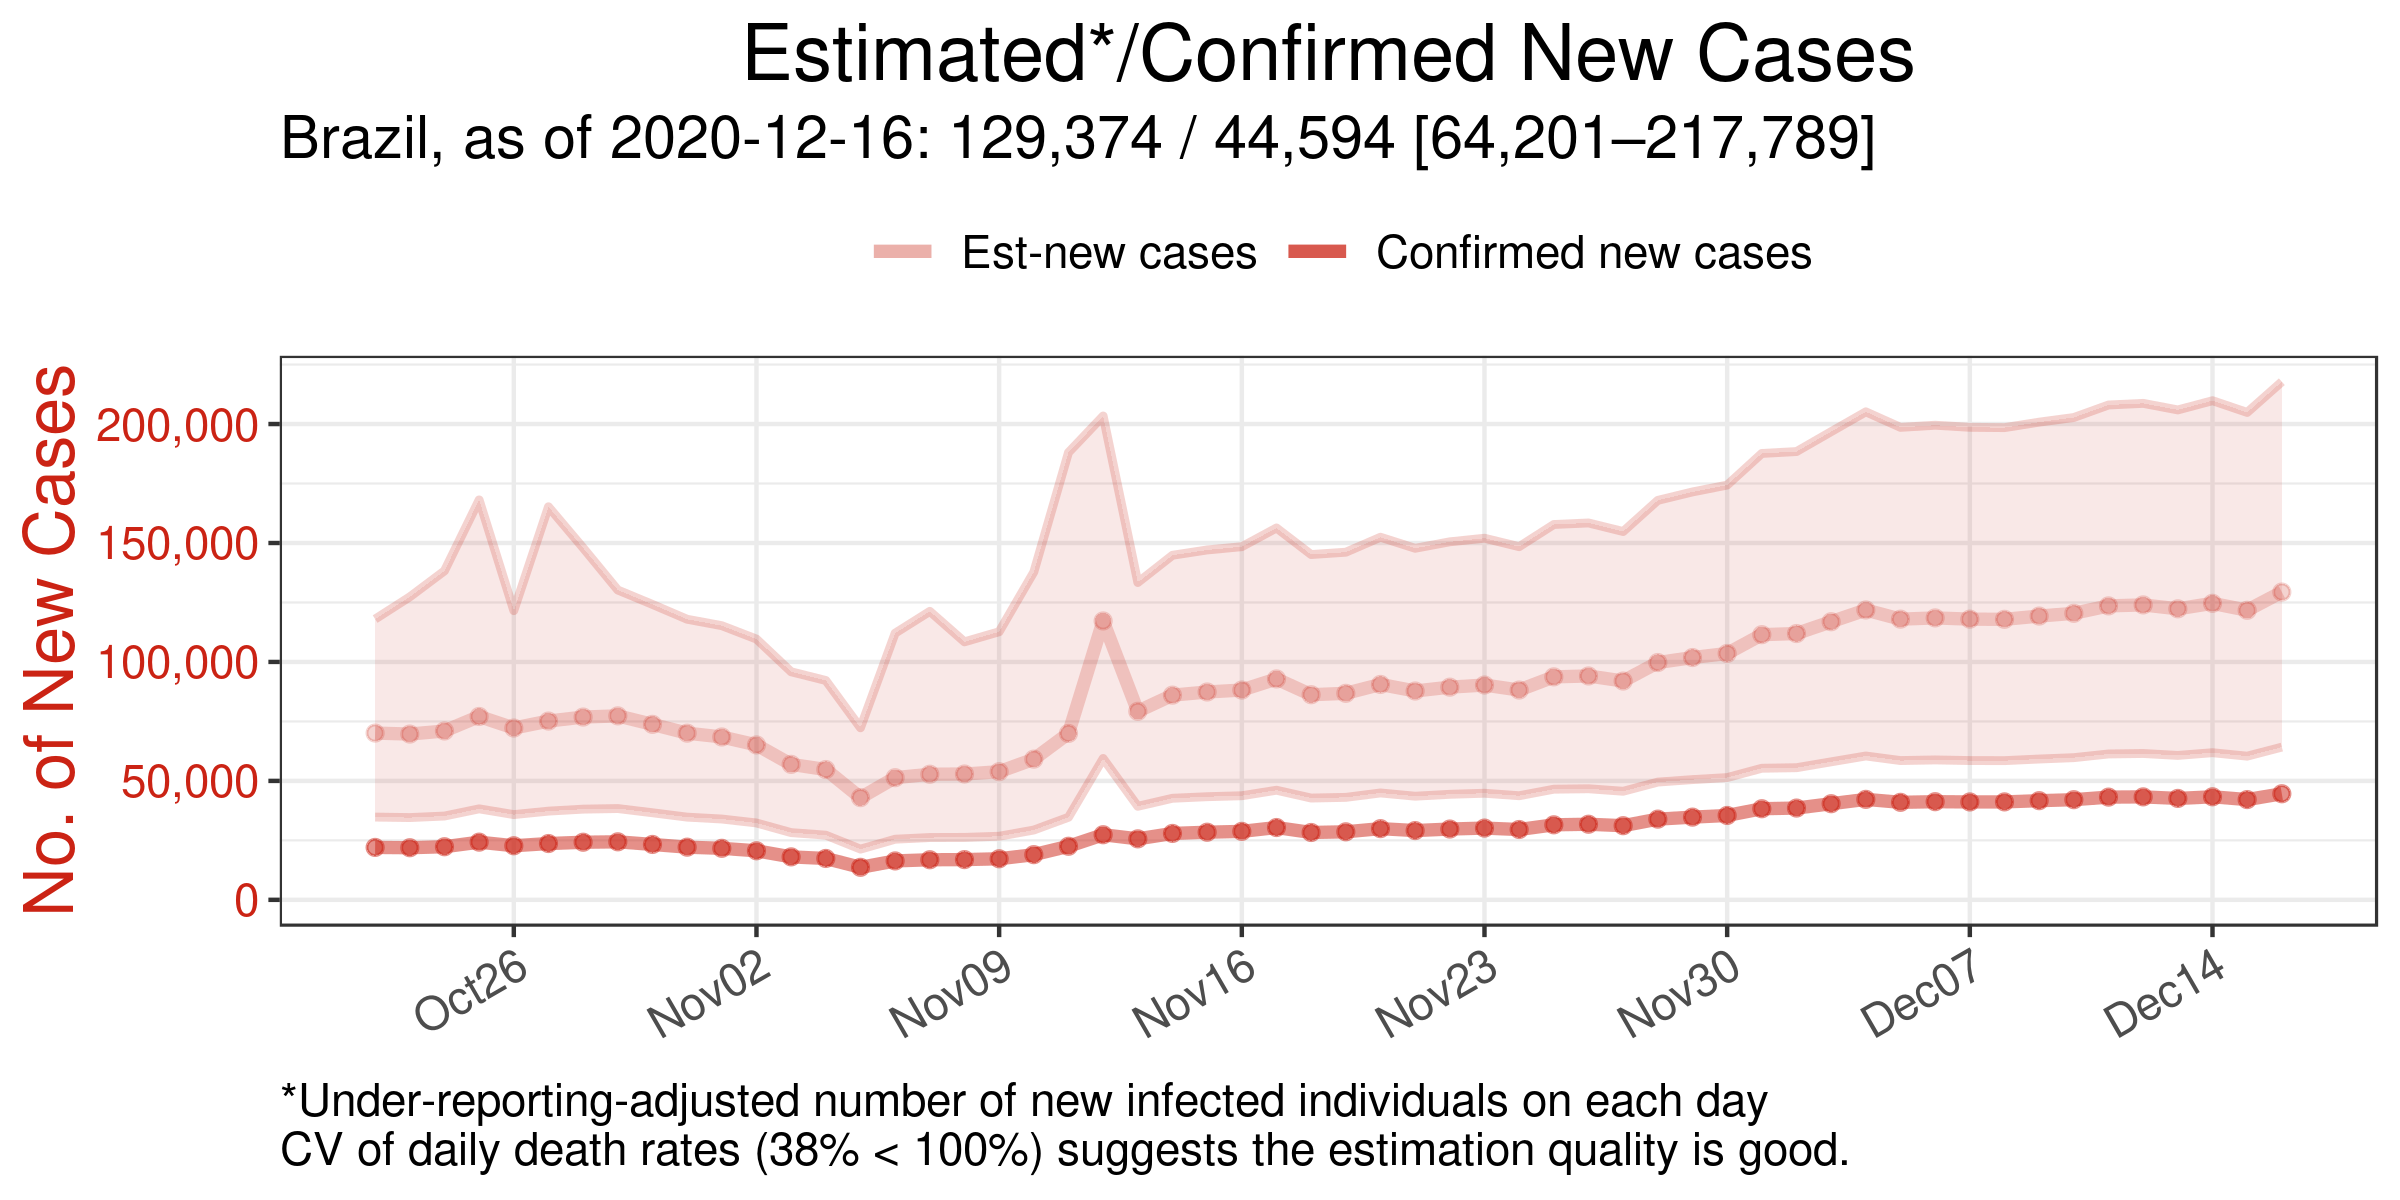 Estimated*/Confirmed New Cases
Brazil, as of 2020-12-16: 129,374 / 44,594 [64,201–217,789]
Est-new cases Confirmed new cases
No. of New Cases
200,000
150,000
100,000
50,000
0
Oct26 Nov02 Nov09 Nov16 Nov23 Nov30 Dec07 Dec14
*Under-reporting-adjusted number of new infected individuals on each day
CV of daily death rates (38% < 100%) suggests the estimation quality is good.